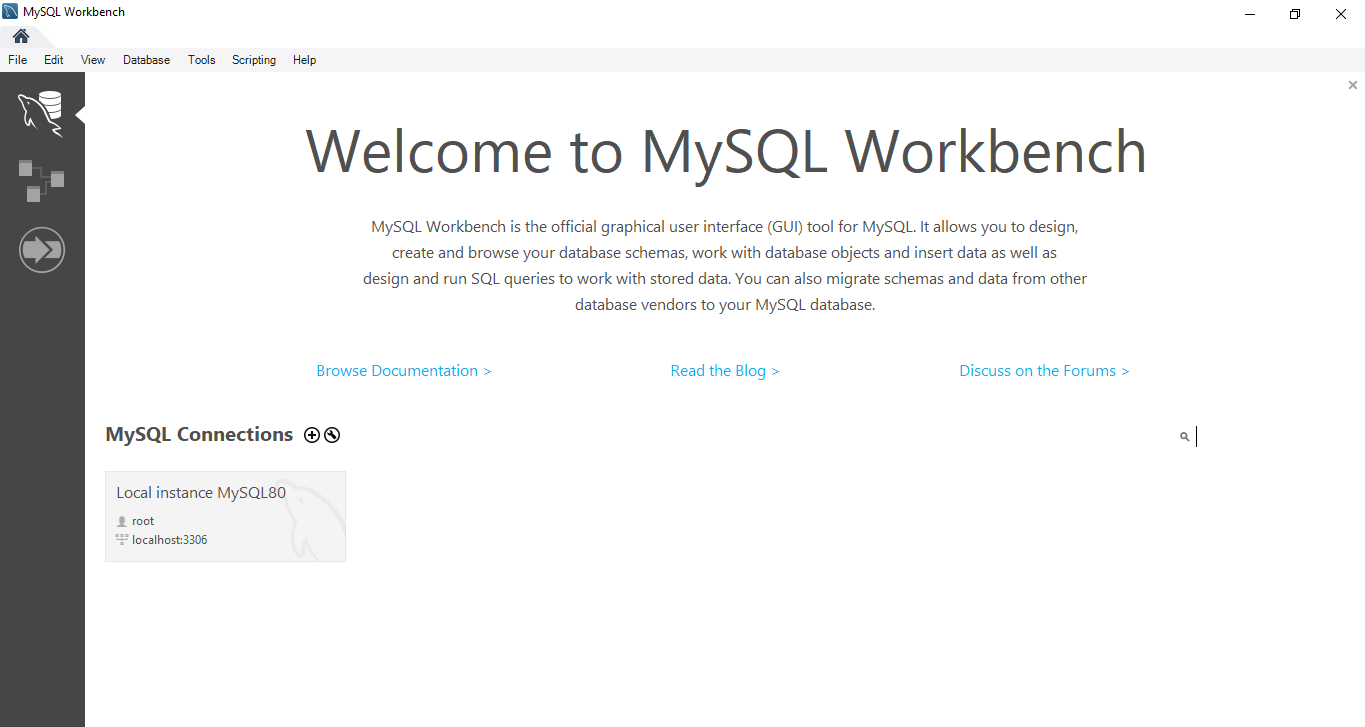 MySQL Workbench
File Edit View Database Tools Scripting Help
Welcome to MySQL Workbench
MySQL Workbench is the official graphical user interface (GUI) tool for MySQL. It allows you to design,
create and browse your database schemas, work with database objects and insert data as well as
design and run SQL queries to work with stored data. You can also migrate schemas and data from other
database vendors to your MySQL database.
Browse Documentation > Read the Blog > Discuss on the Forums >
MySQL Connections
Local instance MySQL80
root
localhost:3306